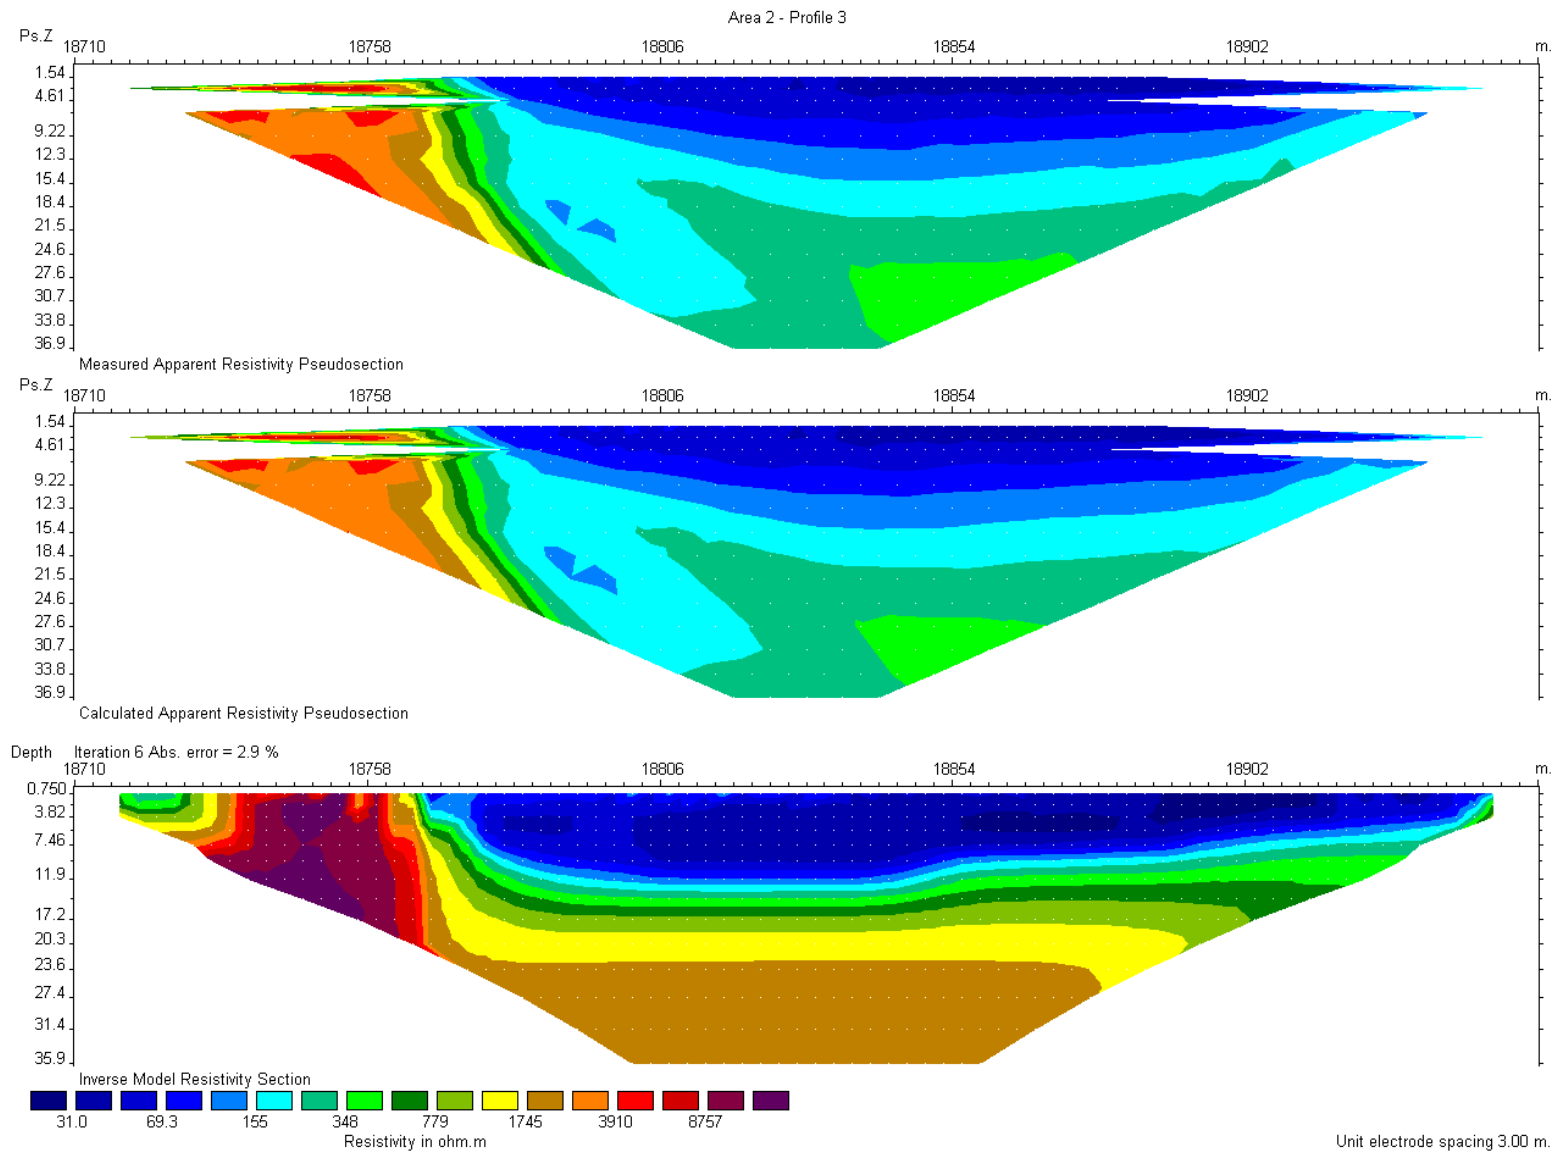 Area 2 - Profile 3
Ps.Z
18710 18758 18806 18854 18902 m.
1.54
4.61
9.22
12.3
15.4
18.4
21.5
24.6
27.6
30.7
33.8
36.9
Measured Apparent Resistivity Pseudosection
Ps.Z
18710 18758 18806 18854 18902 m.
1.54
4.61
9.22
12.3
15.4
18.4
21.5
24.6
27.6
30.7
33.8
36.9
Calculated Apparent Resistivity Pseudosection
Depth Iteration 6 Abs. error = 2.9 %
18710 18758 18806 18854 18902 m.
0.750
3.82
7.46
11.9
17.2
20.3
23.6
27.4
31.4
35.9
Inverse Model Resistivity Section
31.0 69.3 155 348 779 1745 3910 8757
Resistivity in ohm.m
Unit electrode spacing 3.00 m.